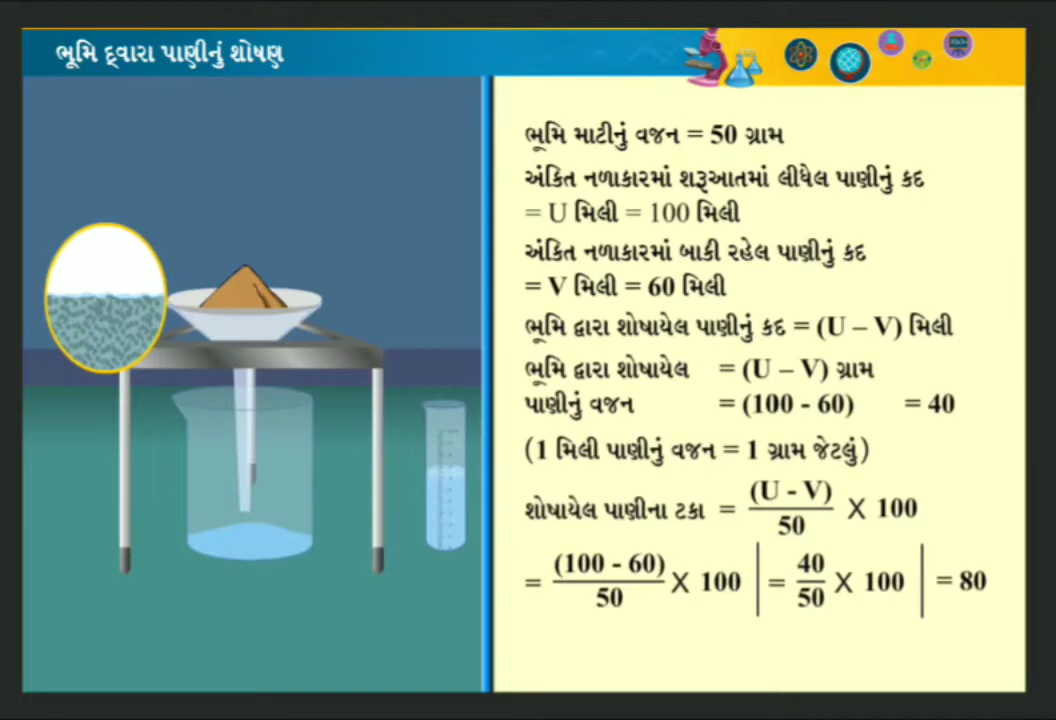 ભૂમિ દ્વારા પાણીનું શોષણ
ભૂમિ માટીનું વજન = 50 ગ્રામ
અંકિત નળાકારમાં શરૂઆતમાં લીધેલ પાણીનું કદ
= U મિલી = 100 મિલી
અંકિત નળાકારમાં બાકી રહેલ પાણીનું કદ
= V મિલી = 60 મિલી
ભૂમિ દ્વારા શોષાયેલ પાણીનું કદ = (U – V) મિલી
ભૂમિ દ્વારા શોષાયેલ = (U – V) ગ્રામ
પાણીનું વજન = (100 - 60) = 40
(1 મિલી પાણીનું વજન = 1 ગ્રામ જેટલું)
શોષાયેલ પાણીના ટકા = (U - V)/50 X 100
= (100 - 60)/50 X 100 | = 40/50 X 100 | = 80